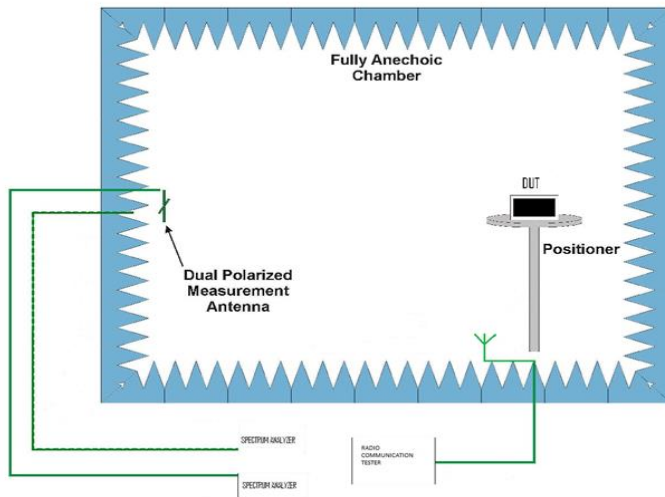 Fully Anechoic
Chamber
DUT
Positioner
Dual Polarized
Measurement
Antenna
SPECTRUM ANALYZER
RADIO
COMMUNICATION
TESTER
SPECTRUM ANALYZER